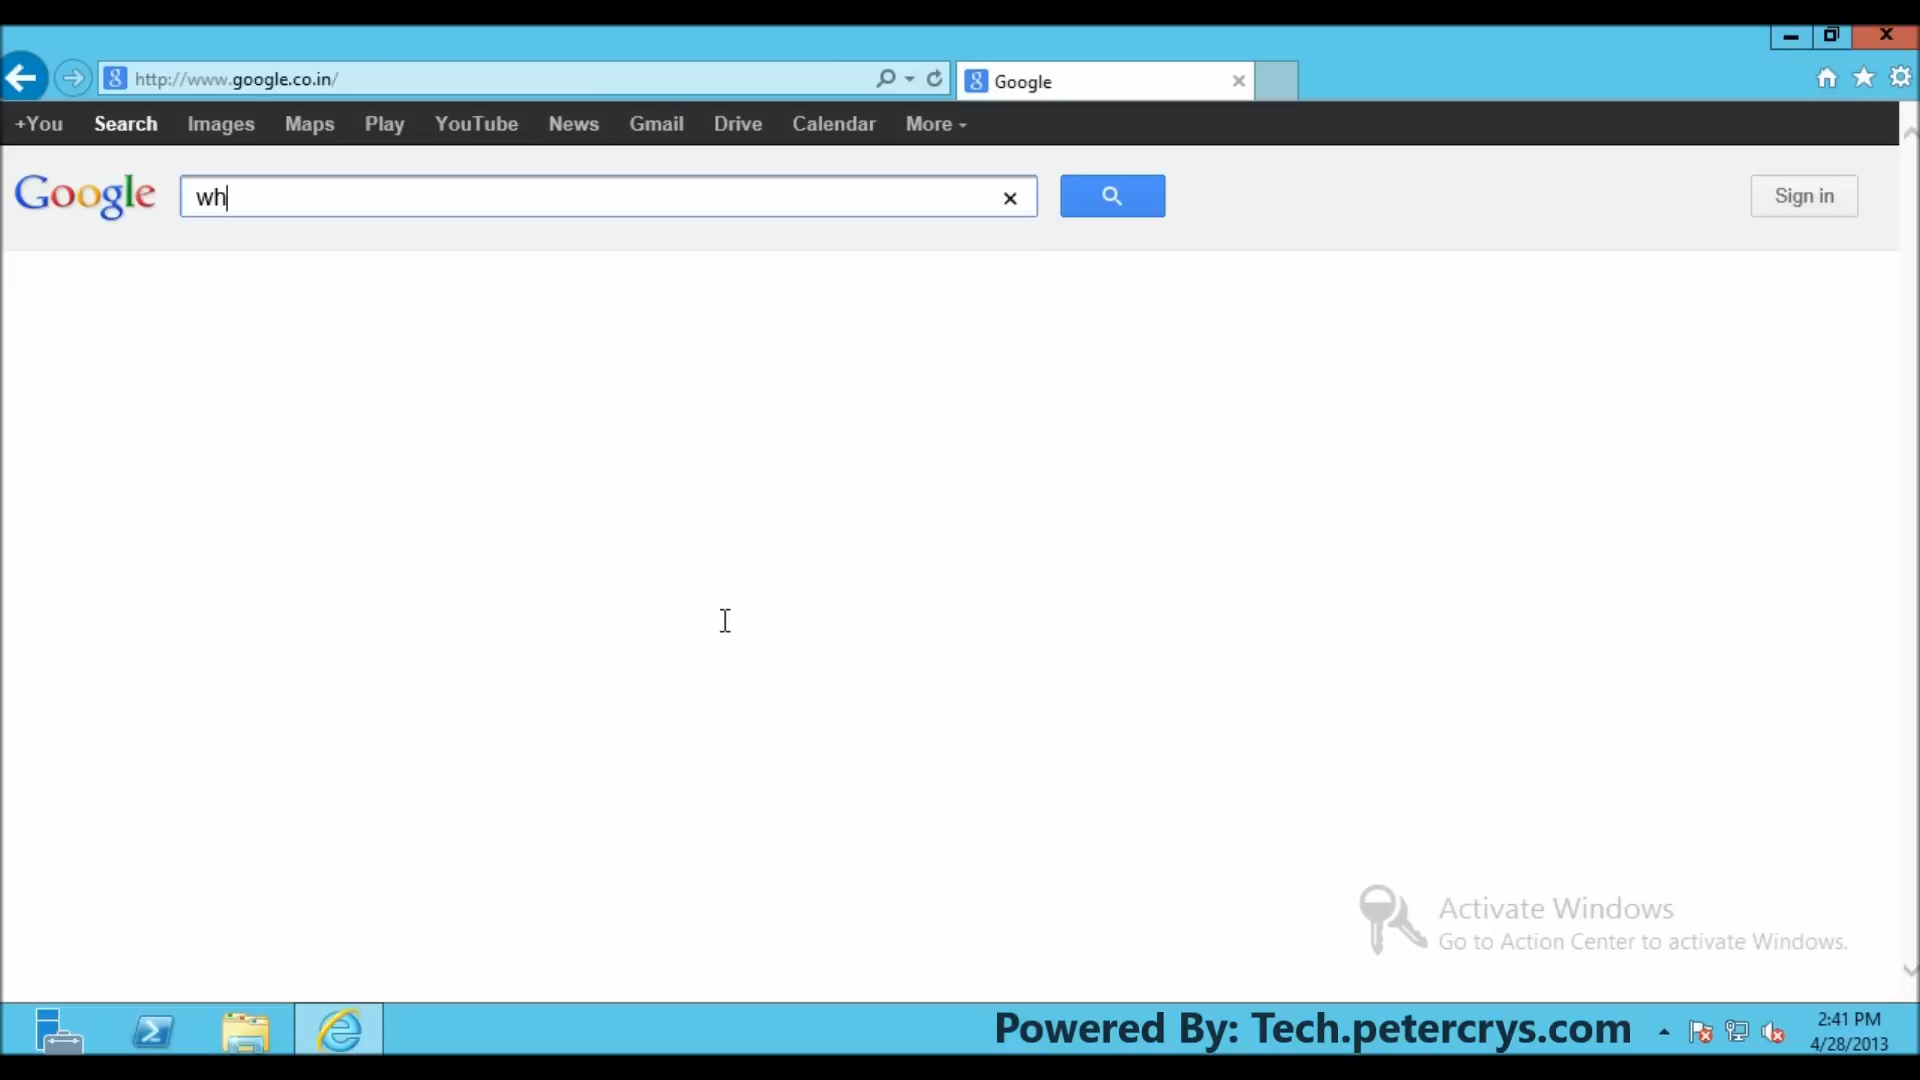 http://www.google.co.in/
Google
+You Search Images Maps Play YouTube News Gmail Drive Calendar More
Google
wh
Sign in
Activate Windows
Go to Action Center to activate Windows.
Powered By: Tech.petercrys.com
2:41 PM
4/28/2013